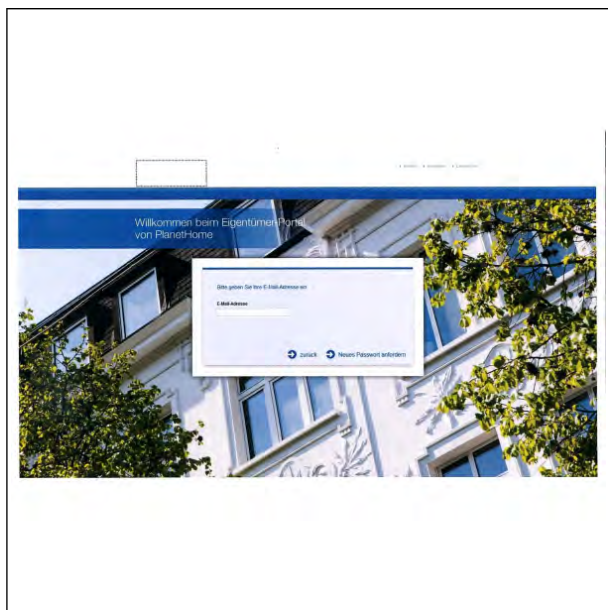 Willkommen beim Eigentümer-Portal
von PlanetHome
Bitte geben Sie Ihre E-Mail-Adresse ein
E-Mail-Adresse
zurück
Neues Passwort anfordern